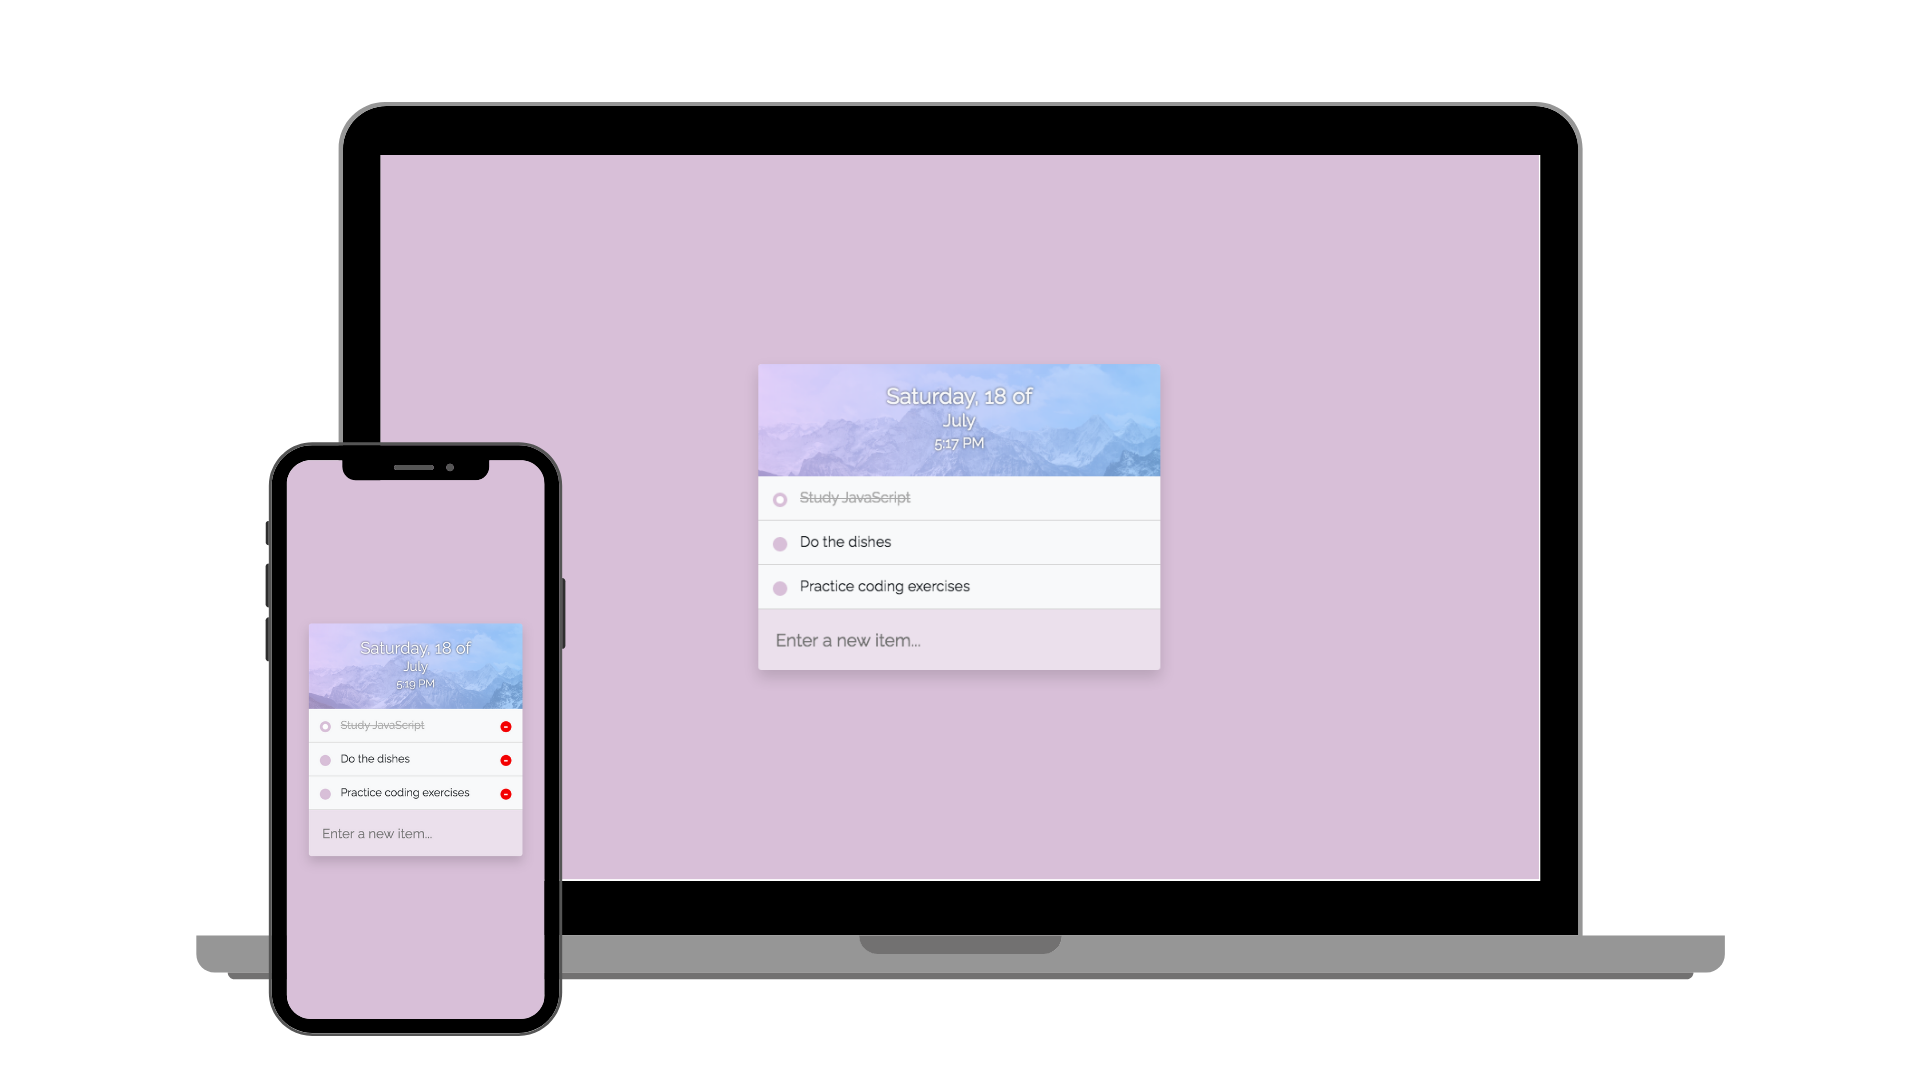 Saturday, 18 of
July
5:17 PM
Study JavaScript
Do the dishes
Practice coding exercises
Enter a new item...
Saturday, 18 of
July
5:19 PM
Study JavaScript
Do the dishes
Practice coding exercises
Enter a new item...